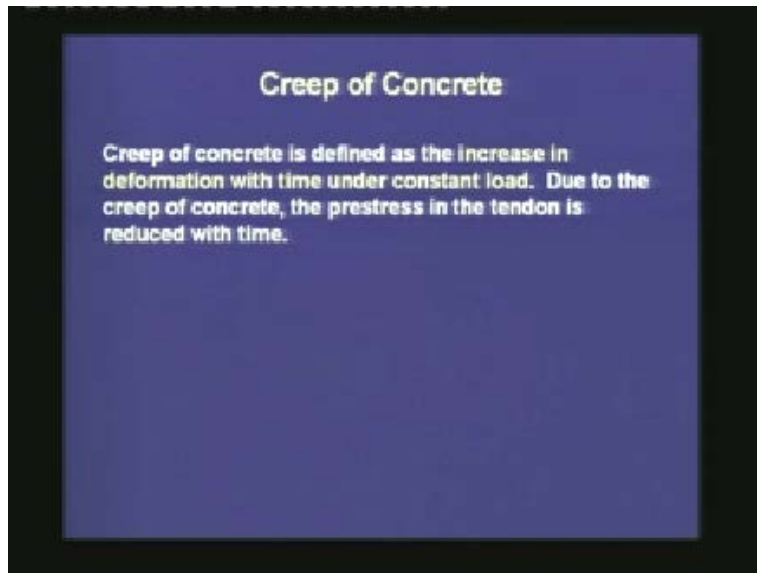 Creep of Concrete
Creep of concrete is defined as the increase in
deformation with time under constant load. Due to the
creep of concrete, the prestress in the tendon is
reduced with time.